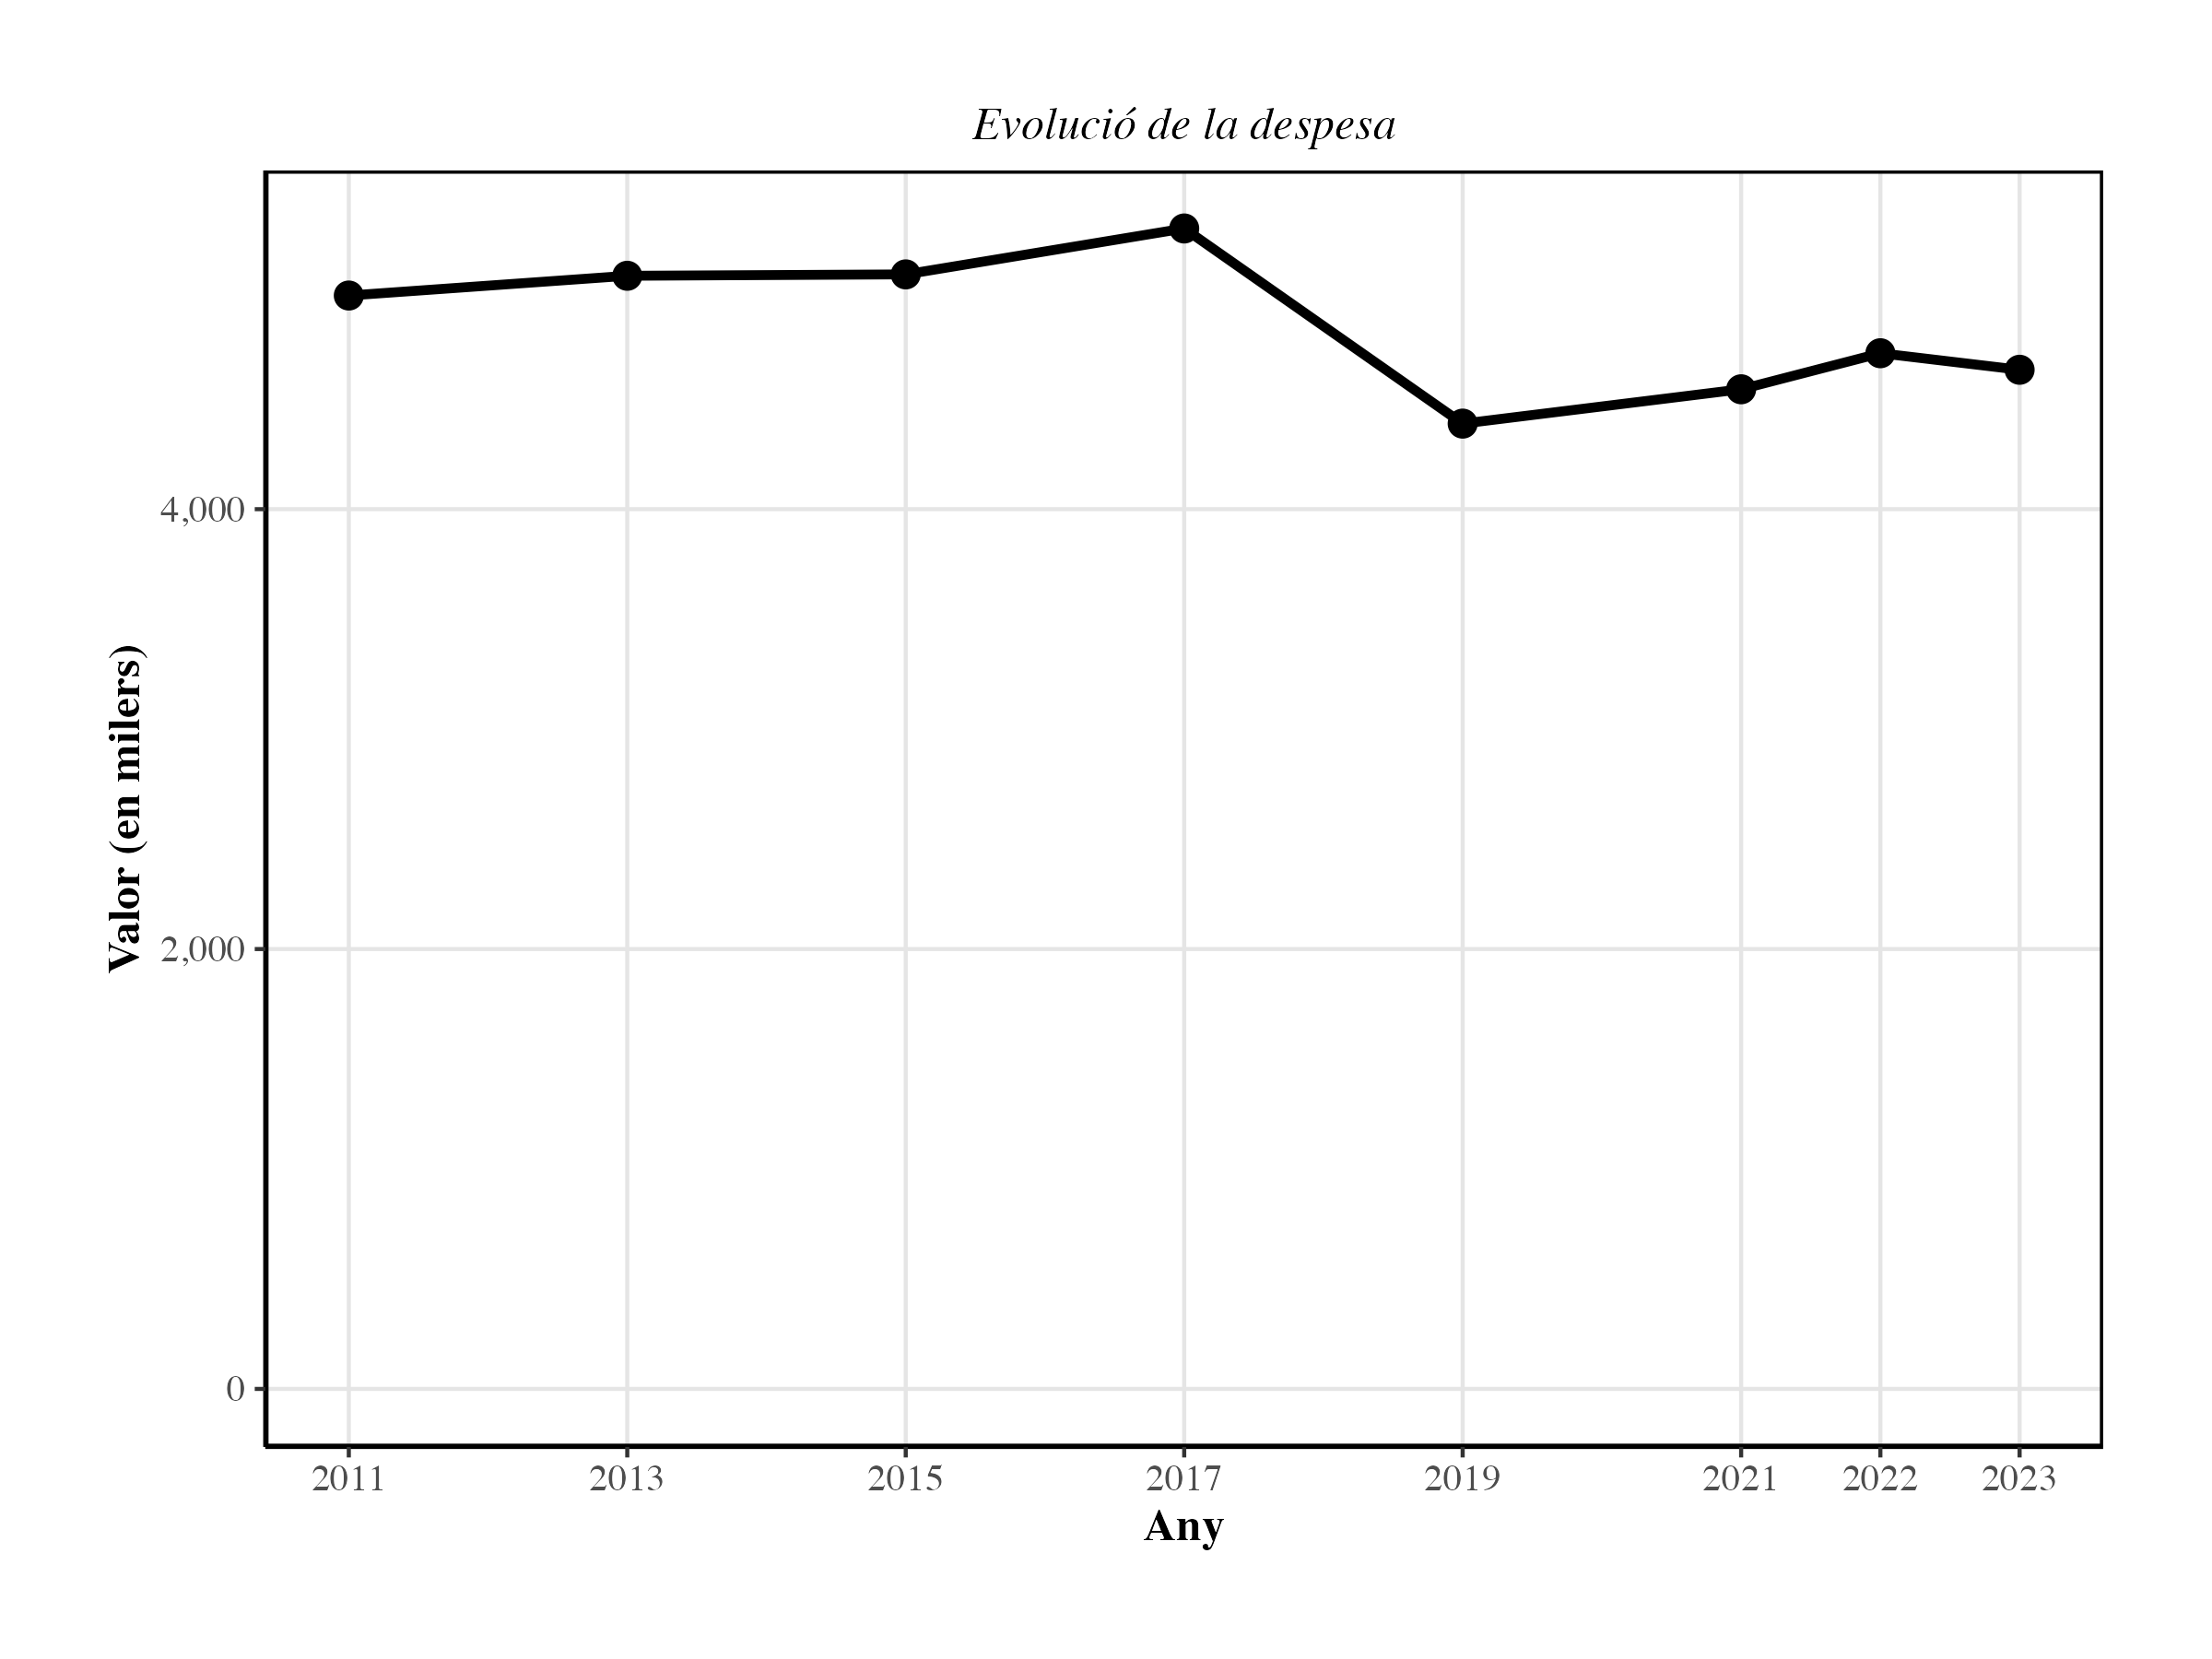 Evolució de la despesa
Valor (en milers)
4,000
2,000
0
2011 2013 2015 2017 2019 2021 2022 2023
Any